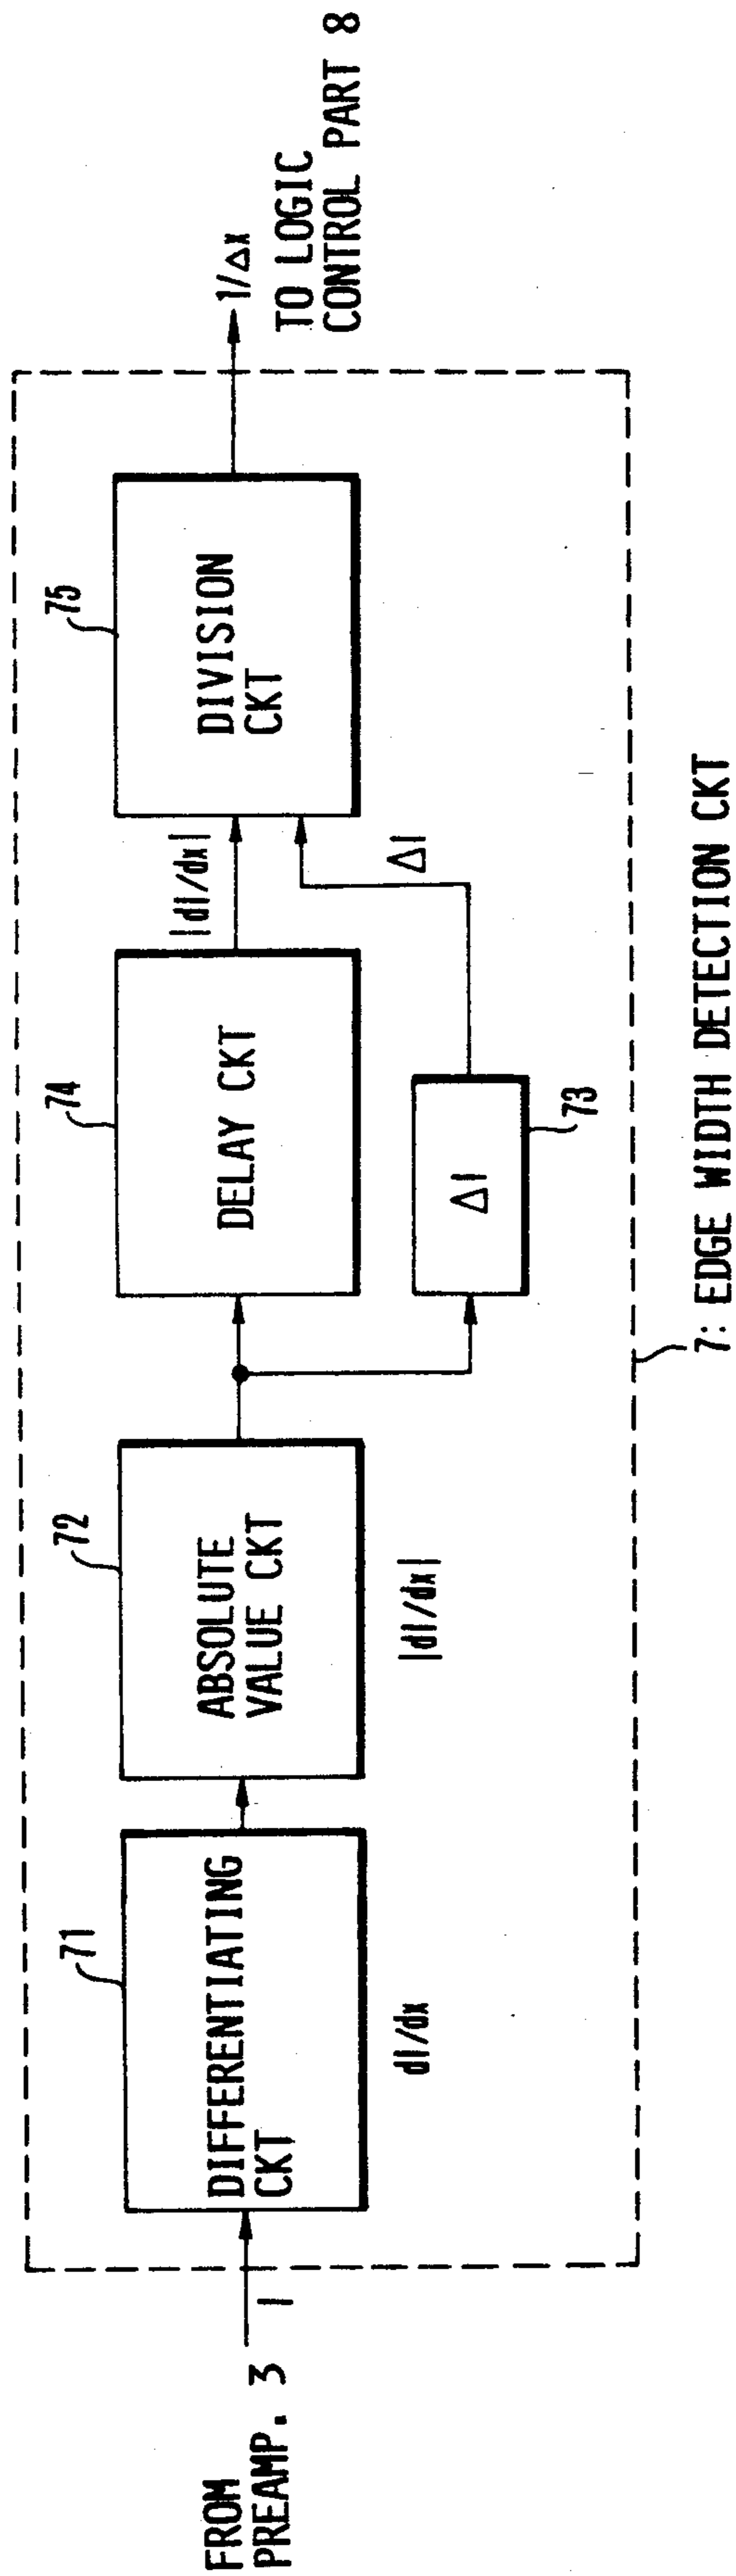 FROM
PREAMP. 3
I
71
DIFFERENTIATING
CKT
dI/dx
72
ABSOLUTE
VALUE CKT
|dI/dx|
74
DELAY CKT
|dI/dx|
ΔI
73
ΔI
75
DIVISION
CKT
1/Δx
TO LOGIC
CONTROL PART 8
7: EDGE WIDTH DETECTION CKT